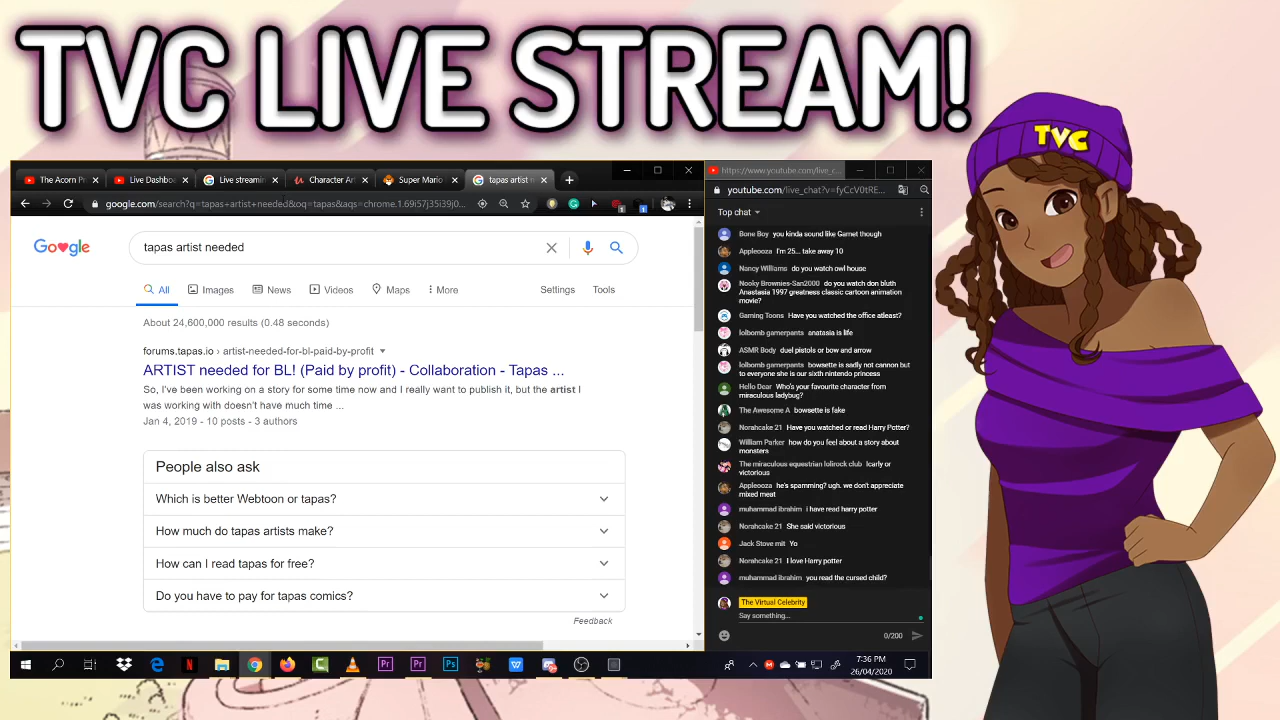 TVC LIVE STREAM!
TVC
The Acorn P
Live Dashbo
Live streamin
Character Art
Super Mario
tapas artist n
https://www.youtube.com/live_c...
google.com/search?q=tapas+artist+needed&oq=tapas+artist+needed&aqs=chrome.1.69i57j35i39j0...
youtube.com/live_chat?v=fyCcV0tRE...
tapas artist needed
All
Images
News
Videos
Maps
More
Settings
Tools
About 24,600,000 results (0.48 seconds)
forums.tapas.io › artist-needed-for-bl-paid-by-profit
ARTIST needed for BL! (Paid by profit) - Collaboration - Tapas ...
I have been working on a story for some time now and I really want to publish it, but the artist I
was working with doesn't have much time ...
Jan 4, 2019 - 10 posts - 3 authors
People also ask
Which is better Webtoon or tapas?
How much do tapas artists make?
How can I read tapas for free?
Do you have to pay for tapas comics?
Feedback
Top chat
Bone Boy you kinda sound like Garnet though
Appleooza I'm 25... take away 10
Nancy Williams do you watch owl house
Nooky Brownies-San2000 do you watch don bluth
Anastasia 1997 greatness classic cartoon animation
movie?
Gaming Toons Have you watched the office atleast?
lolbomb gamerpants anatasia is life
ASMR Body duel pistols or bow and arrow
lolbomb gamerpants bowsette is sadly not cannon but
to everyone she is our sixth nintendo princess
Hello Dear Who's your favourite character from
miraculous ladybug?
The Awesome A bowsette is fake
Norahcake 21 Have you watched or read Harry Potter?
William Parker how do you feel about a story about
monsters
The miraculous equestrian lolirock club Icarly or
victorious
Appleooza he's spamming? ugh. we don't appreciate
mixed meat
muhammad ibrahim i have read harry potter
Norahcake 21 She said victorious
Jack Stove mit Yo
Norahcake 21 I love Harry potter
muhammad ibrahim you read the cursed child?
The Virtual Celebrity
Say something...
0/200
7:36 PM
26/04/2020